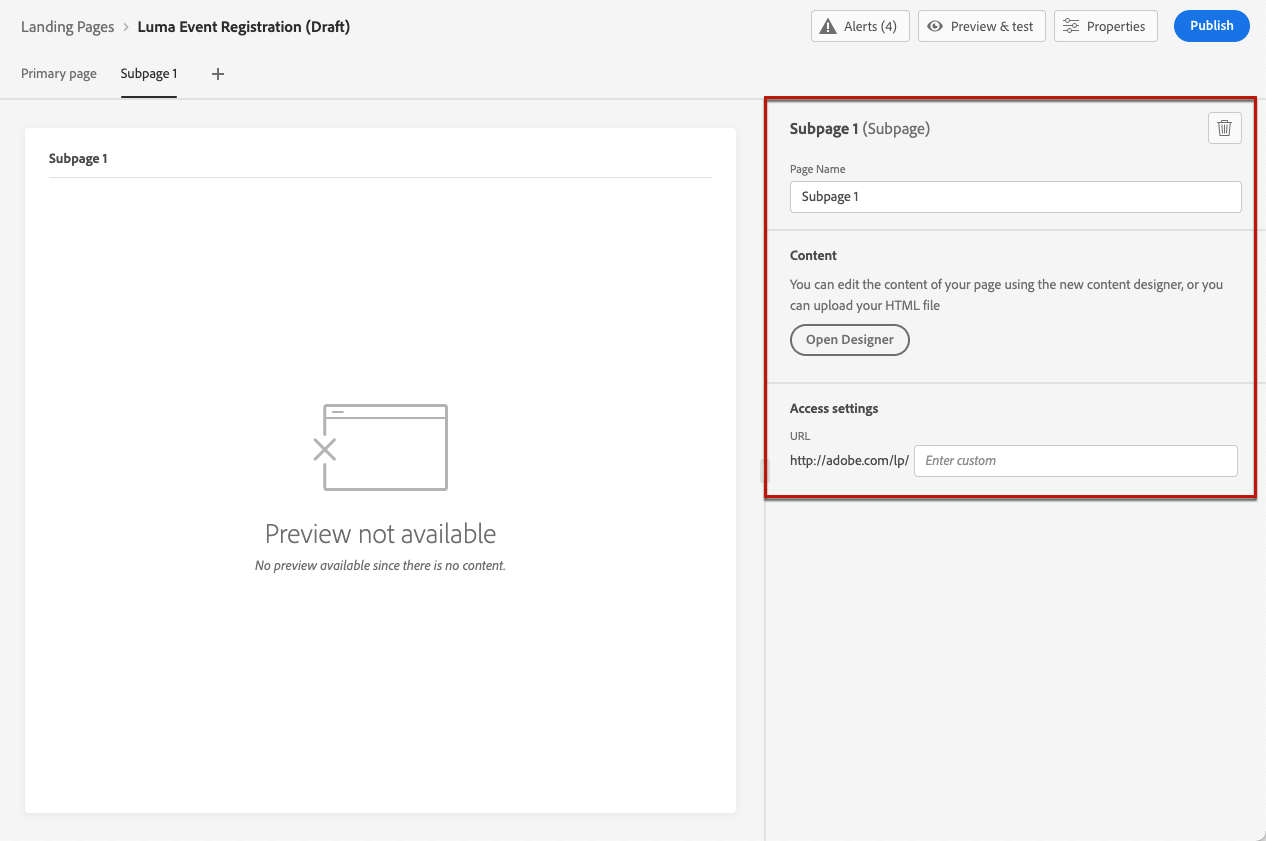 Landing Pages > Luma Event Registration (Draft)
Alerts (4)
Preview & test
Properties
Publish
Primary page
Subpage 1
+
Subpage 1
Preview not available
No preview available since there is no content.
Subpage 1 (Subpage)
Page Name
Subpage 1
Content
You can edit the content of your page using the new content designer, or you
can upload your HTML file
Open Designer
Access settings
URL
http://adobe.com/lp/ Enter custom